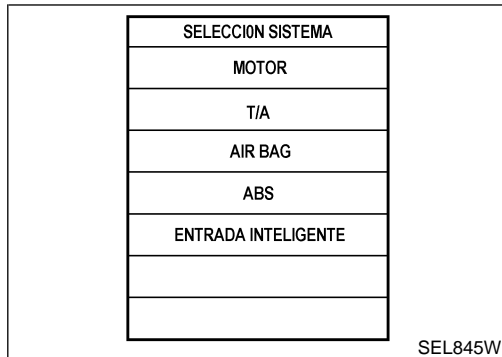 SELECCI0N SISTEMA
MOTOR
T/A
AIR BAG
ABS
ENTRADA INTELIGENTE
SEL845W